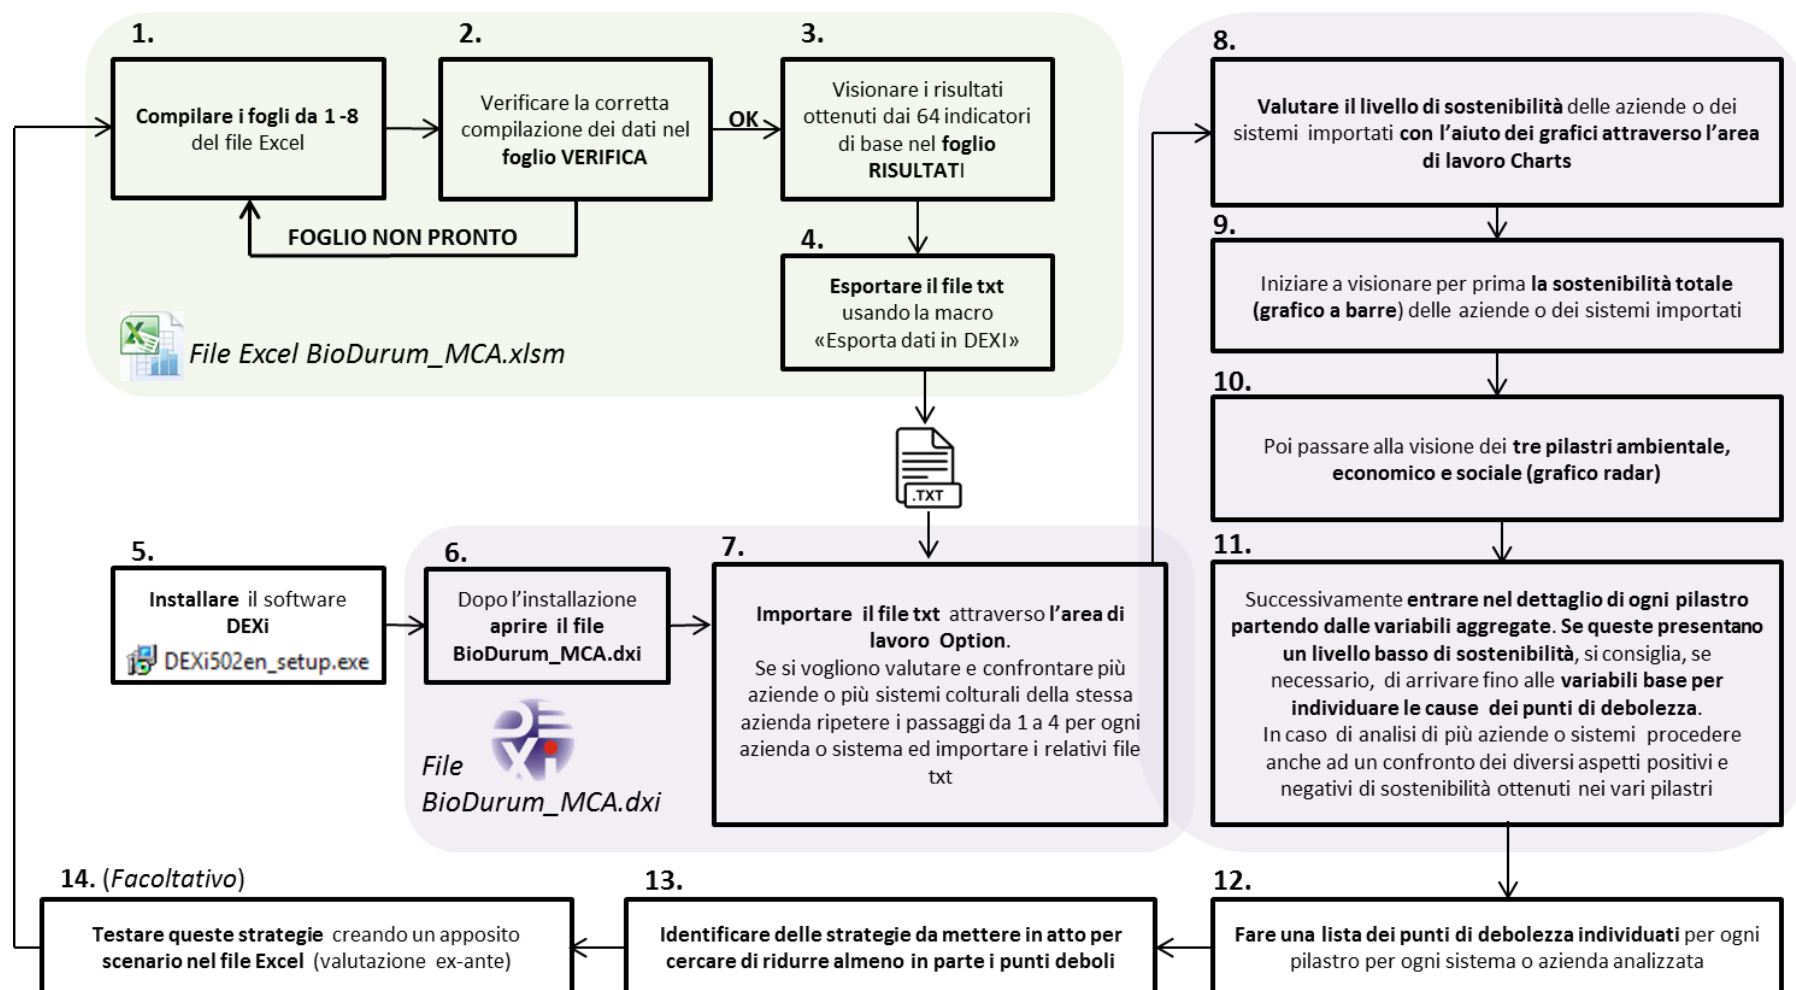 1.
Compilare i fogli da 1 -8
del file Excel
2.
Verificare la corretta
compilazione dei dati nel
foglio VERIFICA
OK
3.
Visionare i risultati
ottenuti dai 64 indicatori
di base nel foglio
RISULTATI
FOGLIO NON PRONTO
4.
Esportare il file txt
usando la macro
«Esporta dati in DEXI»
File Excel BioDurum_MCA.xlsm
.TXT
5.
Installare il software
DEXi
DEXi502en_setup.exe
6.
Dopo l'installazione
aprire il file
BioDurum_MCA.dxi
DEXi
File
BioDurum_MCA.dxi
7.
Importare il file txt attraverso l'area di
lavoro Option.
Se si vogliono valutare e confrontare più
aziende o più sistemi colturali della stessa
azienda ripetere i passaggi da 1 a 4 per ogni
azienda o sistema ed importare i relativi file
txt
8.
Valutare il livello di sostenibilità delle aziende o dei
sistemi importati con l'aiuto dei grafici attraverso l'area
di lavoro Charts
9.
Iniziare a visionare per prima la sostenibilità totale
(grafico a barre) delle aziende o dei sistemi importati
10.
Poi passare alla visione dei tre pilastri ambientale,
economico e sociale (grafico radar)
11.
Successivamente entrare nel dettaglio di ogni pilastro
partendo dalle variabili aggregate. Se queste presentano
un livello basso di sostenibilità, si consiglia, se
necessario, di arrivare fino alle variabili base per
individuare le cause dei punti di debolezza.
In caso di analisi di più aziende o sistemi procedere
anche ad un confronto dei diversi aspetti positivi e
negativi di sostenibilità ottenuti nei vari pilastri
12.
Fare una lista dei punti di debolezza individuati per ogni
pilastro per ogni sistema o azienda analizzata
13.
Identificare delle strategie da mettere in atto per
cercare di ridurre almeno in parte i punti deboli
14. (Facoltativo)
Testare queste strategie creando un apposito
scenario nel file Excel (valutazione ex-ante)